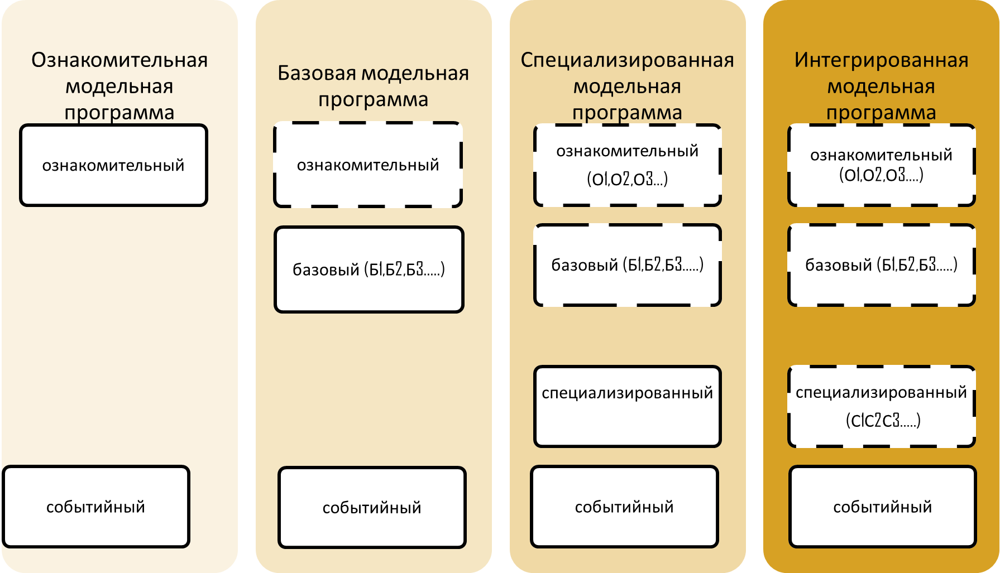 Ознакомительная
модельная
программа
ознакомительный
событийный
Базовая модельная
программа
ознакомительный
базовый (Б1,Б2,Б3.....)
событийный
Специализированная
модельная
программа
ознакомительный
(О1,О2,О3...)
базовый (Б1,Б2,Б3.....)
специализированный
событийный
Интегрированная
модельная
программа
ознакомительный
(О1,О2,О3....)
базовый (Б1,Б2,Б3.....)
специализированный
(С1С2С3.....)
событийный